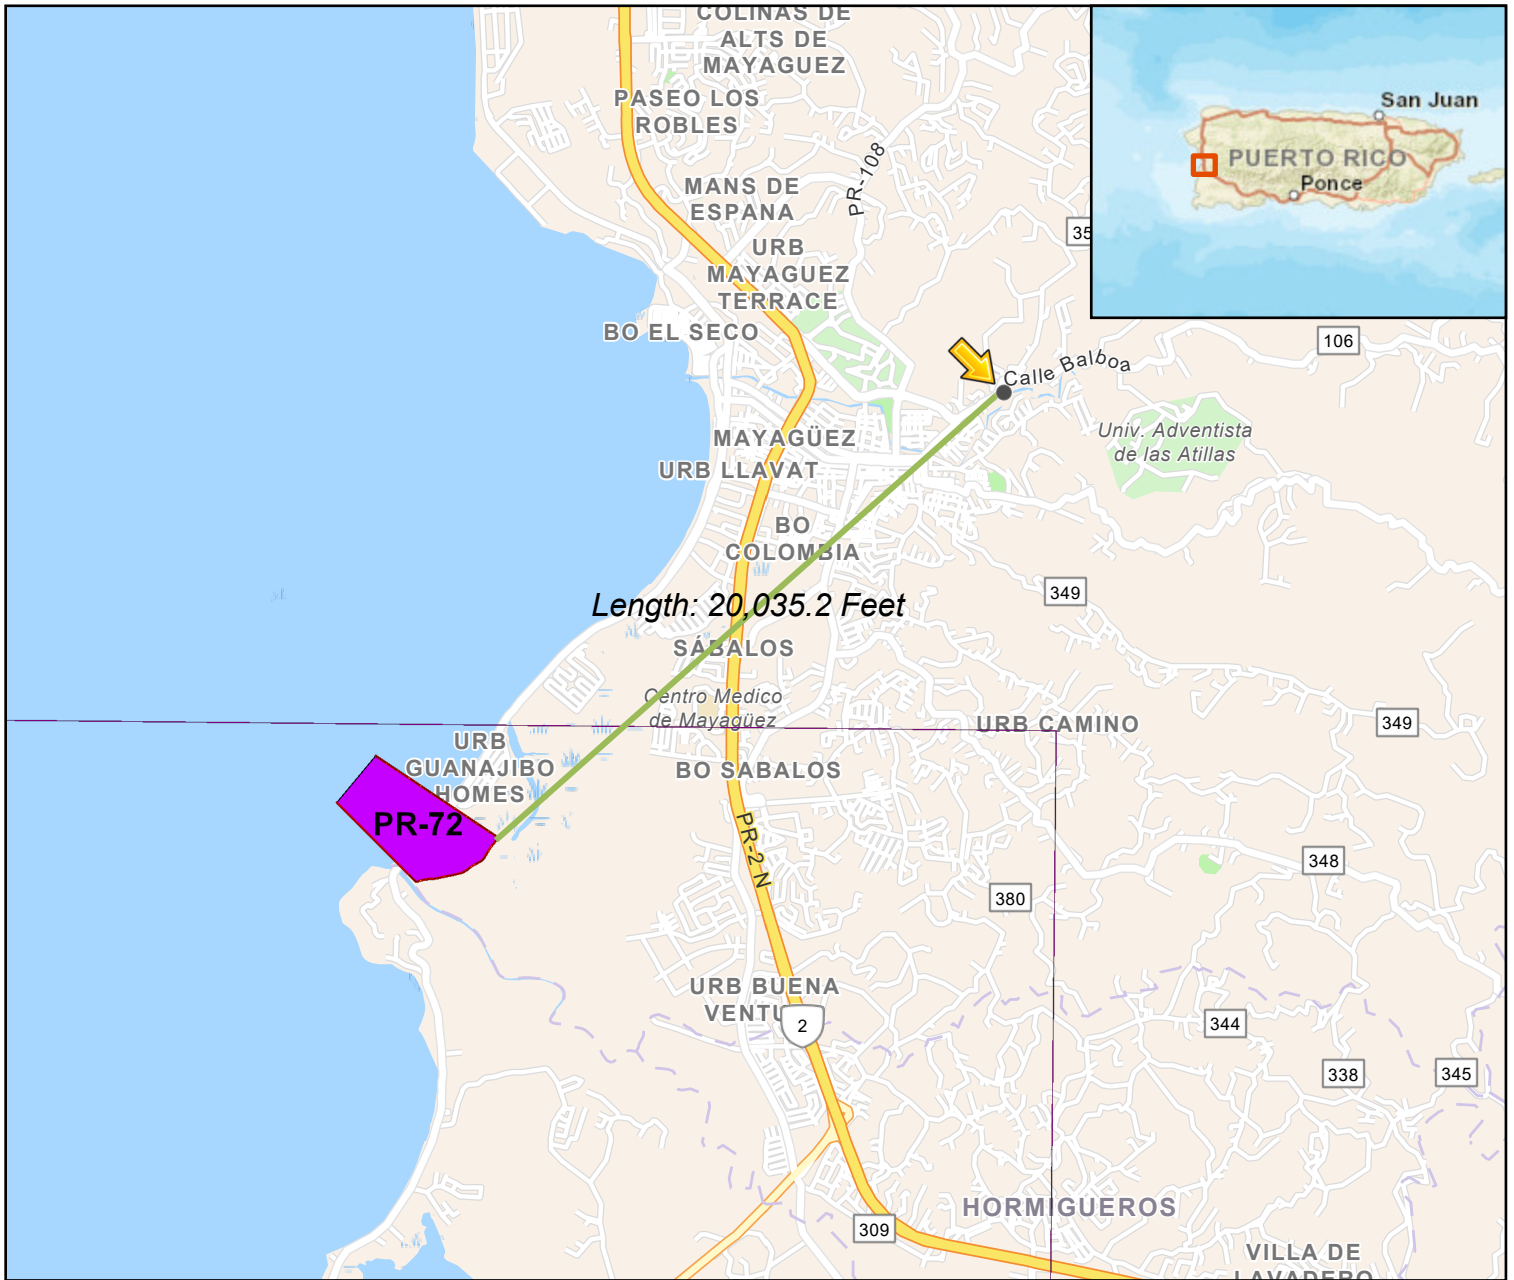 COLINAS DE
ALTS DE
MAYAGUEZ
PASEO LOS
ROBLES
PR-108
MANS DE
ESPANA
URB
MAYAGUEZ
TERRACE
BO EL SECO
35
San Juan
PUERTO RICO
Ponce
106
Calle Balboa
Univ. Adventista
de las Atillas
MAYAGÜEZ
URB LLAVAT
BO
COLOMBIA
349
Length: 20,035.2 Feet
SÁBALOS
Centro Medico
de Mayagüez
URB CAMINO
349
URB
GUANAJIBO
HOMES
BO SABALOS
PR-72
PR-2 N
348
380
URB BUENA
VENTU
2
344
338
345
HORMIGUEROS
309
VILLA DE
LAVADERO